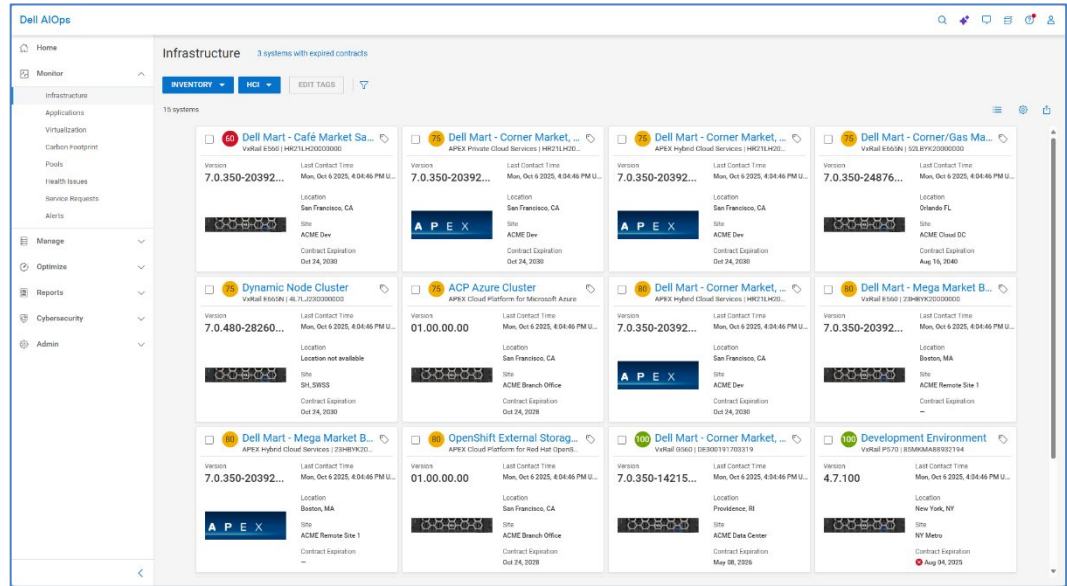 Dell AIOps
Home
Monitor
Infrastructure
Applications
Virtualization
Carbon Footprint
Pools
Health Issues
Service Requests
Alerts
Manage
Optimize
Reports
Cybersecurity
Admin
Infrastructure 3 systems with expired contracts
INVENTORY HCI EDIT TAGS
15 systems
60 Dell Mart - Café Market Sa...
VxRail E560 | HR21LH20003000
Version
7.0.350-20392...
Last Contact Time
Mon, Oct 6 2025, 4:04:46 PM U...
Location
San Francisco, CA
Site
ACME Dev
Contract Expiration
Oct 24, 2030
75 Dell Mart - Corner Market, ...
APEX Private Cloud Services | HR21LH20...
Version
7.0.350-20392...
Last Contact Time
Mon, Oct 6 2025, 4:04:46 PM U...
APEX
Location
San Francisco, CA
Site
ACME Dev
Contract Expiration
Oct 24, 2030
75 Dell Mart - Corner Market, ...
APEX Hybrid Cloud Services | HR21LH20...
Version
7.0.350-20392...
Last Contact Time
Mon, Oct 6 2025, 4:04:46 PM U...
APEX
Location
San Francisco, CA
Site
ACME Dev
Contract Expiration
Oct 24, 2030
75 Dell Mart - Corner/Gas Ma...
VxRail E665N | 52LBYK20000000
Version
7.0.350-24876...
Last Contact Time
Mon, Oct 6 2025, 4:04:46 PM U...
Location
Orlando FL
Site
ACME Cloud DC
Contract Expiration
Aug 16, 2040
75 Dynamic Node Cluster
VxRail E665N | 4L7LJ230000000
Version
7.0.480-28260...
Last Contact Time
Mon, Oct 6 2025, 4:04:46 PM U...
Location
Location not available
Site
SH, SWSS
Contract Expiration
Oct 24, 2030
75 ACP Azure Cluster
APEX Cloud Platform for Microsoft Azure
Version
01.00.00.00
Last Contact Time
Mon, Oct 6 2025, 4:04:46 PM U...
Location
San Francisco, CA
Site
ACME Branch Office
Contract Expiration
Oct 24, 2028
80 Dell Mart - Corner Market, ...
APEX Hybrid Cloud Services | HR21LH20...
Version
7.0.350-20392...
Last Contact Time
Mon, Oct 6 2025, 4:04:46 PM U...
APEX
Location
San Francisco, CA
Site
ACME Dev
Contract Expiration
Oct 24, 2030
80 Dell Mart - Mega Market B...
VxRail E560 | 23HBYK20000000
Version
7.0.350-20392...
Last Contact Time
Mon, Oct 6 2025, 4:04:46 PM U...
Location
Boston, MA
Site
ACME Remote Site 1
Contract Expiration
--
80 Dell Mart - Mega Market B...
APEX Hybrid Cloud Services | 23HBYK20...
Version
7.0.350-20392...
Last Contact Time
Mon, Oct 6 2025, 4:04:46 PM U...
APEX
Location
Boston, MA
Site
ACME Remote Site 1
Contract Expiration
--
80 OpenShift External Storag...
APEX Cloud Platform for Red Hat OpenS...
Version
01.00.00.00
Last Contact Time
Mon, Oct 6 2025, 4:04:46 PM U...
Location
San Francisco, CA
Site
ACME Branch Office
Contract Expiration
Oct 24, 2028
100 Dell Mart - Corner Market, ...
VxRail G560 | DE300191703319
Version
7.0.350-14215...
Last Contact Time
Mon, Oct 6 2025, 4:04:46 PM U...
Location
Providence, RI
Site
ACME Data Center
Contract Expiration
May 08, 2026
100 Development Environment
VxRail P570 | 85MKMA88932194
Version
4.7.100
Last Contact Time
Mon, Oct 6 2025, 4:04:46 PM U...
Location
New York, NY
Site
NY Metro
Contract Expiration
Aug 04, 2025